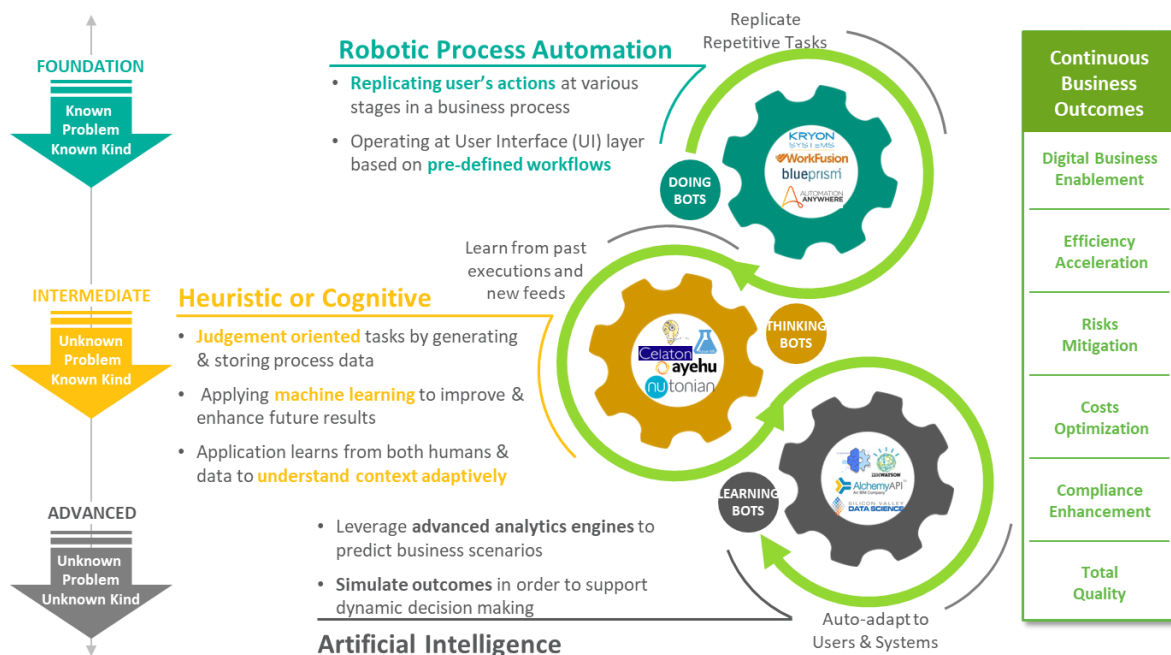 FOUNDATION
Known
Problem
Known Kind
Robotic Process Automation
• Replicating user's actions at various
stages in a business process
• Operating at User Interface (UI) layer
based on pre-defined workflows
Replicate
Repetitive Tasks
KRYON
SYSTEMS
WorkFusion
blueprism
AUTOMATION
ANYWHERE
DOING
BOTS
Learn from past
executions and
new feeds
INTERMEDIATE
Unknown
Problem
Known Kind
Heuristic or Cognitive
• Judgement oriented tasks by generating
& storing process data
• Applying machine learning to improve &
enhance future results
• Application learns from both humans &
data to understand context adaptively
Celaton
ayehu
nutonian
THINKING
BOTS
ADVANCED
Unknown
Problem
Unknown Kind
• Leverage advanced analytics engines to
predict business scenarios
• Simulate outcomes in order to support
dynamic decision making
Artificial Intelligence
LEARNING
BOTS
IBM WATSON
AlchemyAPI™
An IBM Company
SILICON VALLEY
DATA SCIENCE
Auto-adapt to
Users & Systems
Continuous
Business
Outcomes
Digital Business
Enablement
Efficiency
Acceleration
Risks
Mitigation
Costs
Optimization
Compliance
Enhancement
Total
Quality